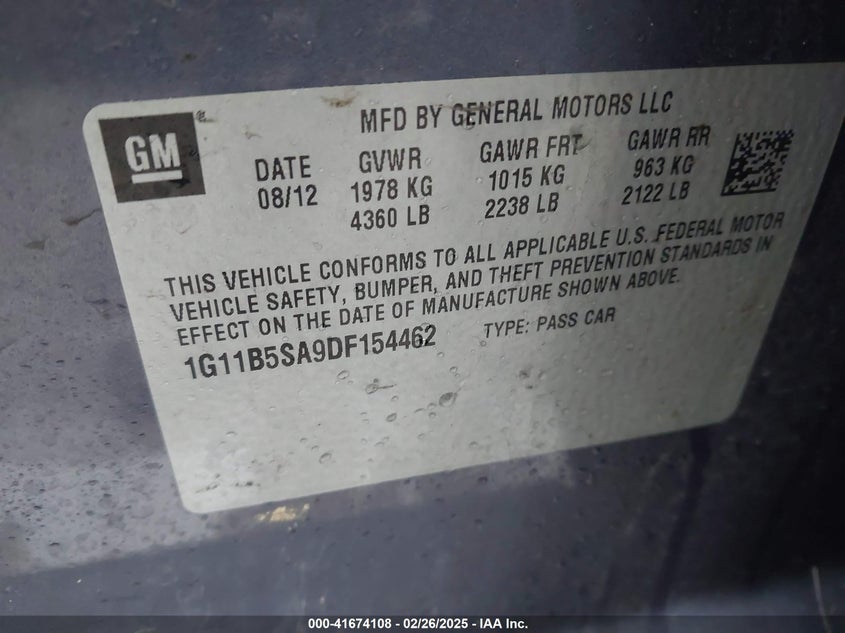 MFD BY GENERAL MOTORS LLC
GM®
DATE GVWR GAWR FRT GAWR RR
08/12 1978 KG 1015 KG 963 KG
4360 LB 2238 LB 2122 LB
THIS VEHICLE CONFORMS TO ALL APPLICABLE U.S. FEDERAL MOTOR
VEHICLE SAFETY, BUMPER, AND THEFT PREVENTION STANDARDS IN
EFFECT ON THE DATE OF MANUFACTURE SHOWN ABOVE.
1G11B5SA9DF154462 TYPE: PASS CAR
000-41674108 - 02/26/2025 - IAA Inc.